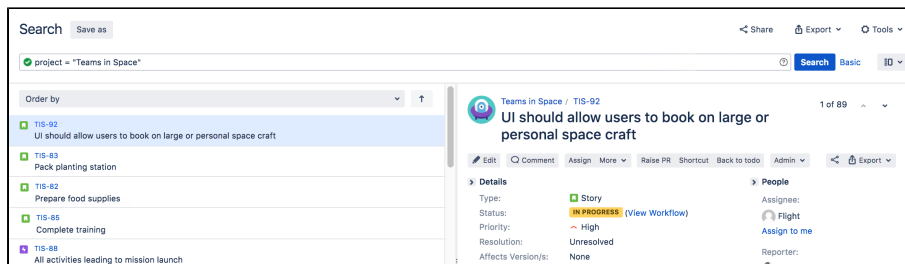 Search Save as Share Export Tools
project = "Teams in Space" Search Basic
Order by
TIS-92
UI should allow users to book on large or personal space craft
TIS-83
Pack planting station
TIS-82
Prepare food supplies
TIS-85
Complete training
TIS-88
All activities leading to mission launch
Teams in Space / TIS-92 1 of 89
UI should allow users to book on large or
personal space craft
Edit Comment Assign More Raise PR Shortcut Back to todo Admin Export
Details
Type: Story
Status: IN PROGRESS (View Workflow)
Priority: High
Resolution: Unresolved
Affects Version/s: None
People
Assignee:
Flight
Assign to me
Reporter: